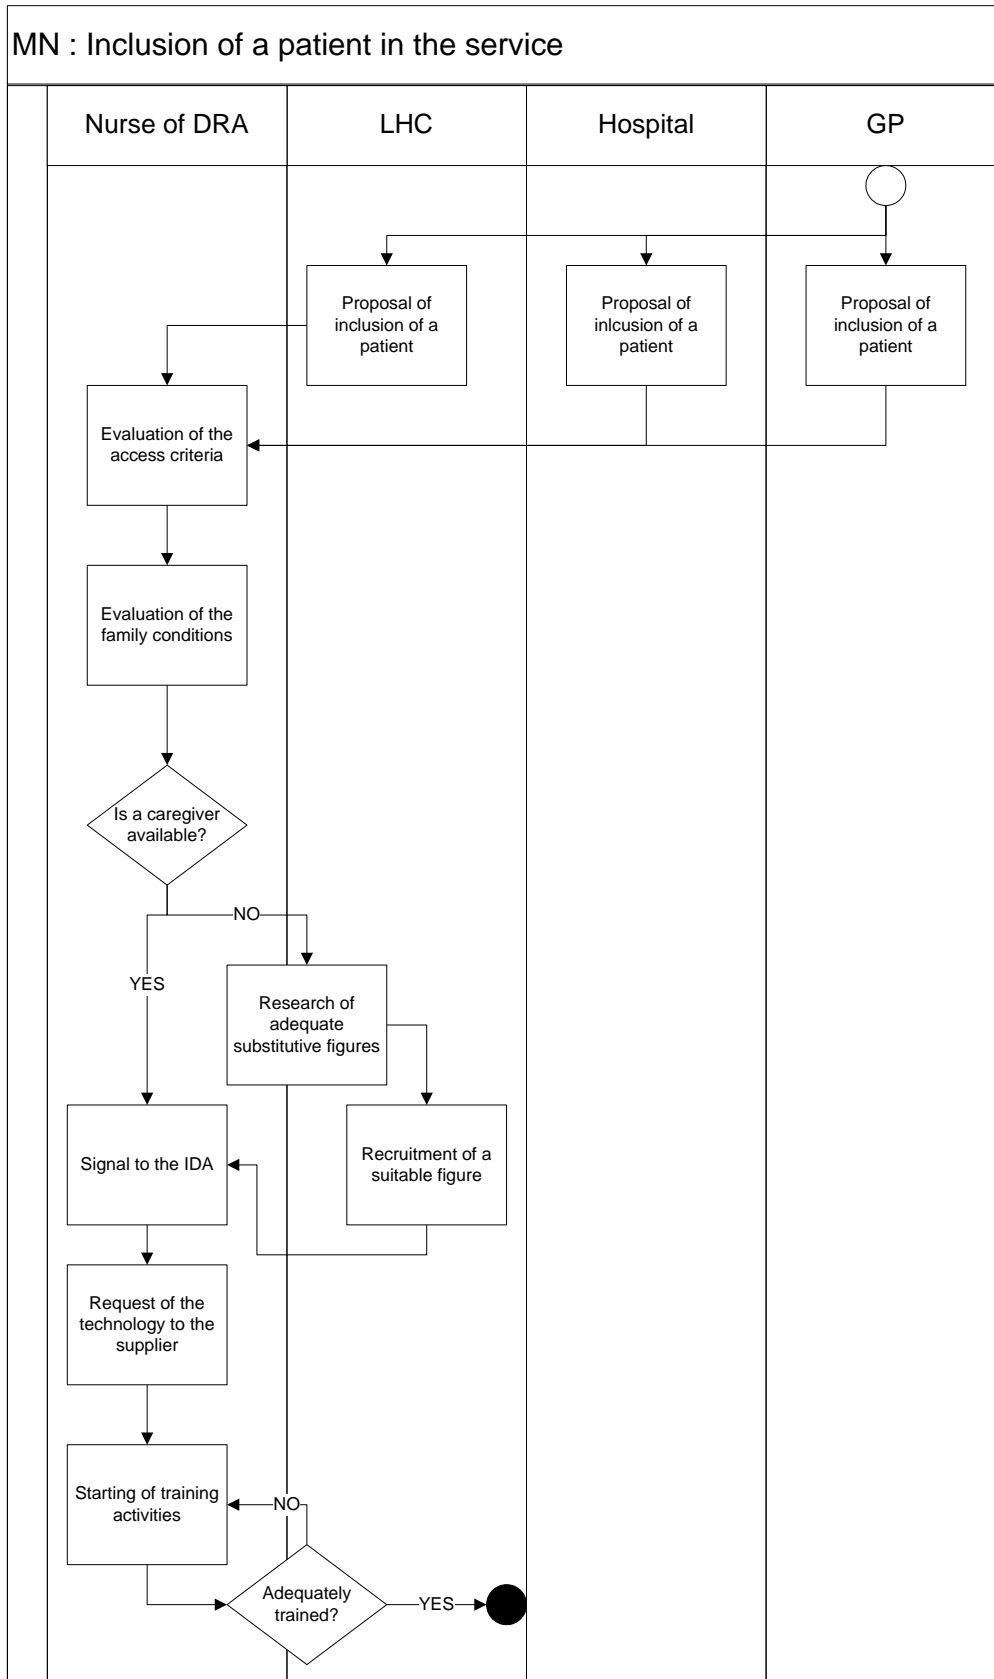 MN : Inclusion of a patient in the service
Nurse of DRA
LHC
Hospital
GP
Proposal of
inclusion of a
patient
Proposal of
inlcusion of a
patient
Proposal of
inclusion of a
patient
Evaluation of the
access criteria
Evaluation of the
family conditions
Is a caregiver
available?
NO
YES
Research of
adequate
substitutive figures
Signal to the IDA
Recruitment of a
suitable figure
Request of the
technology to the
supplier
Starting of training
activities
NO
Adequately
trained?
YES